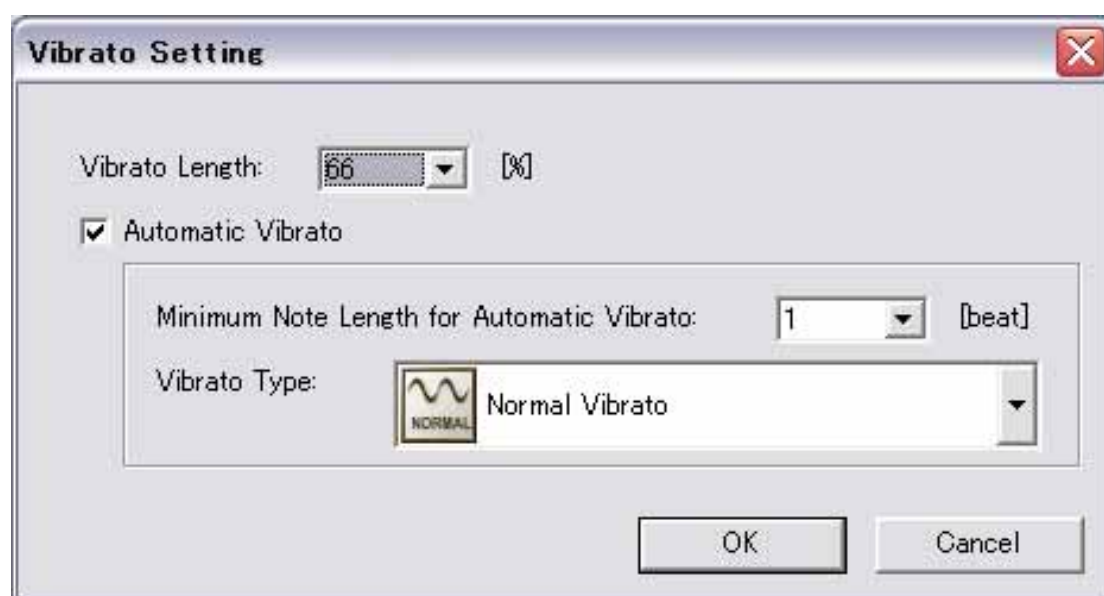 Vibrato Setting
Vibrato Length: 66 [%]
Automatic Vibrato
Minimum Note Length for Automatic Vibrato: 1 [beat]
Vibrato Type: NORMAL Normal Vibrato
OK Cancel